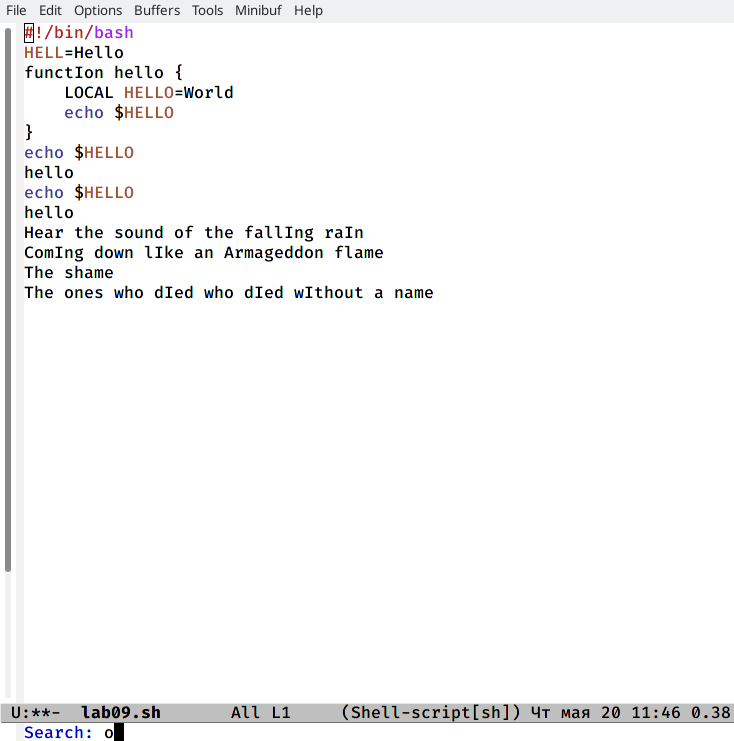 File Edit Options Buffers Tools Minibuf Help
#!/bin/bash
HELL=Hello
functIon hello {
    LOCAL HELLO=World
    echo $HELLO
}
echo $HELLO
hello
echo $HELLO
hello
Hear the sound of the fallIng raIn
ComIng down lIke an Armageddon flame
The shame
The ones who dIed who dIed wIthout a name
U:**-  lab09.sh       All L1     (Shell-script[sh]) Чт мая 20 11:46 0.38
Search: o